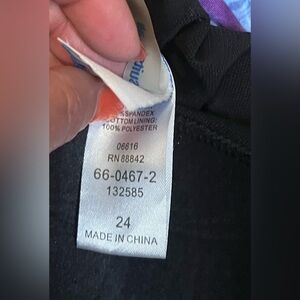 %SPANDEX
BOTTOM LINING:
100% POLYESTER
06616
RN 88842
66-0467-2
132585
24
MADE IN CHINA